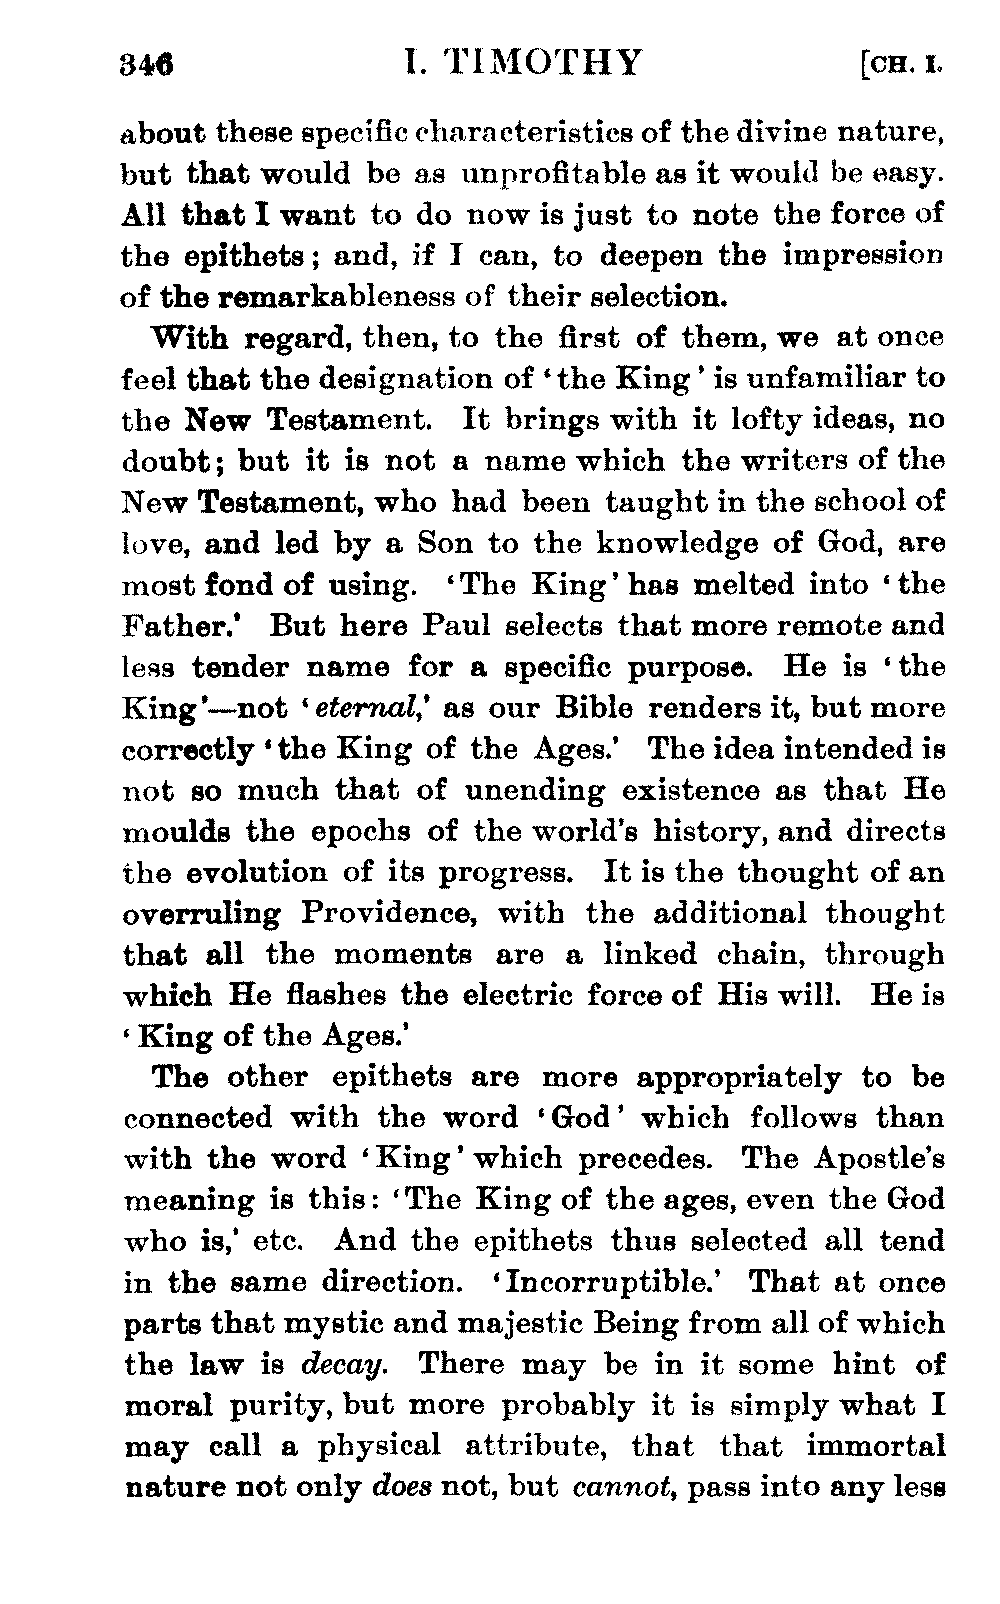 346 I. TIMOTHY [CH. I.
about these specific characteristics of the divine nature,
but that would be as unprofitable as it would be easy.
All that I want to do now is just to note the force of
the epithets; and, if I can, to deepen the impression
of the remarkableness of their selection.
With regard, then, to the first of them, we at once
feel that the designation of ‘the King’ is unfamiliar to
the New Testament. It brings with it lofty ideas, no
doubt; but it is not a name which the writers of the
New Testament, who had been taught in the school of
love, and led by a Son to the knowledge of God, are
most fond of using. ‘The King’ has melted into ‘the
Father.’ But here Paul selects that more remote and
less tender name for a specific purpose. He is ‘the
King’—not ‘eternal,’ as our Bible renders it, but more
correctly ‘the King of the Ages.’ The idea intended is
not so much that of unending existence as that He
moulds the epochs of the world’s history, and directs
the evolution of its progress. It is the thought of an
overruling Providence, with the additional thought
that all the moments are a linked chain, through
which He flashes the electric force of His will. He is
‘King of the Ages.’
The other epithets are more appropriately to be
connected with the word ‘God’ which follows than
with the word ‘King’ which precedes. The Apostle’s
meaning is this: ‘The King of the ages, even the God
who is,’ etc. And the epithets thus selected all tend
in the same direction. ‘Incorruptible.’ That at once
parts that mystic and majestic Being from all of which
the law is decay. There may be in it some hint of
moral purity, but more probably it is simply what I
may call a physical attribute, that that immortal
nature not only does not, but cannot, pass into any less